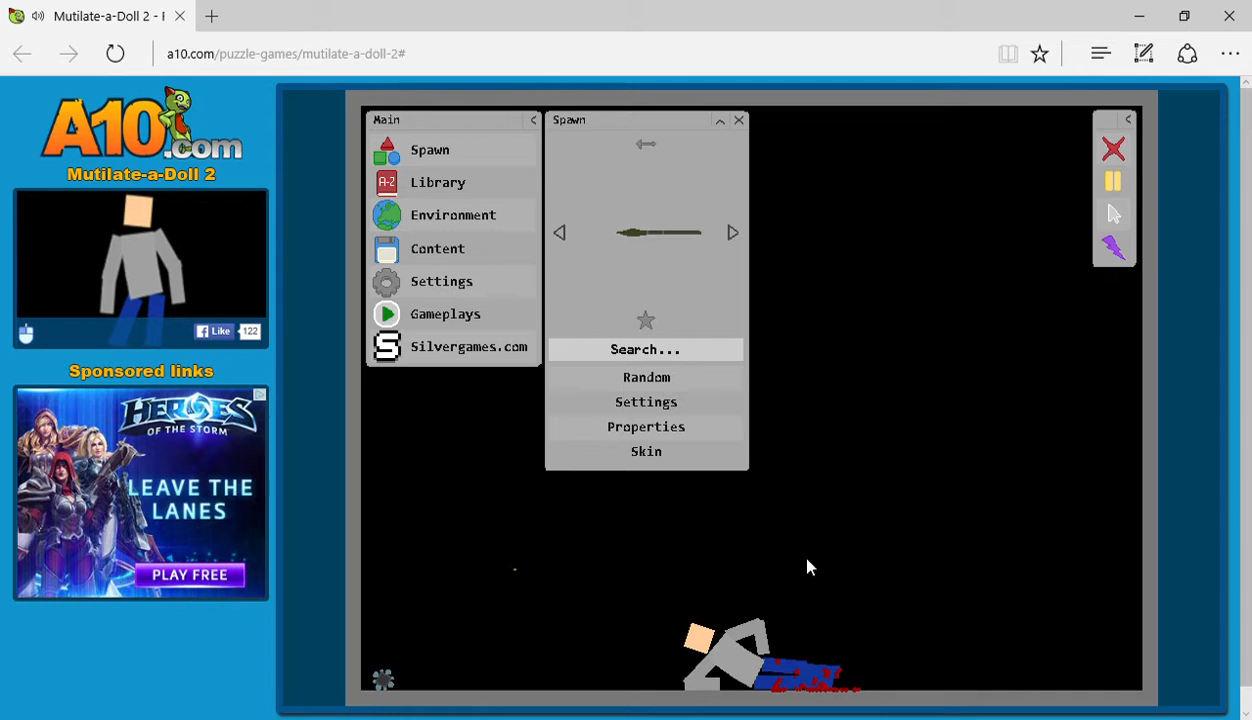 Mutilate-a-Doll 2 - F
a10.com/puzzle-games/mutilate-a-doll-2#
A10.com
Mutilate-a-Doll 2
Like 122
Sponsored links
HEROES
OF THE STORM
LEAVE THE
LANES
PLAY FREE
Main
Spawn
A-Z
Library
Environment
Content
Settings
Gameplays
S
Silvergames.com
Spawn
Search...
Random
Settings
Properties
Skin